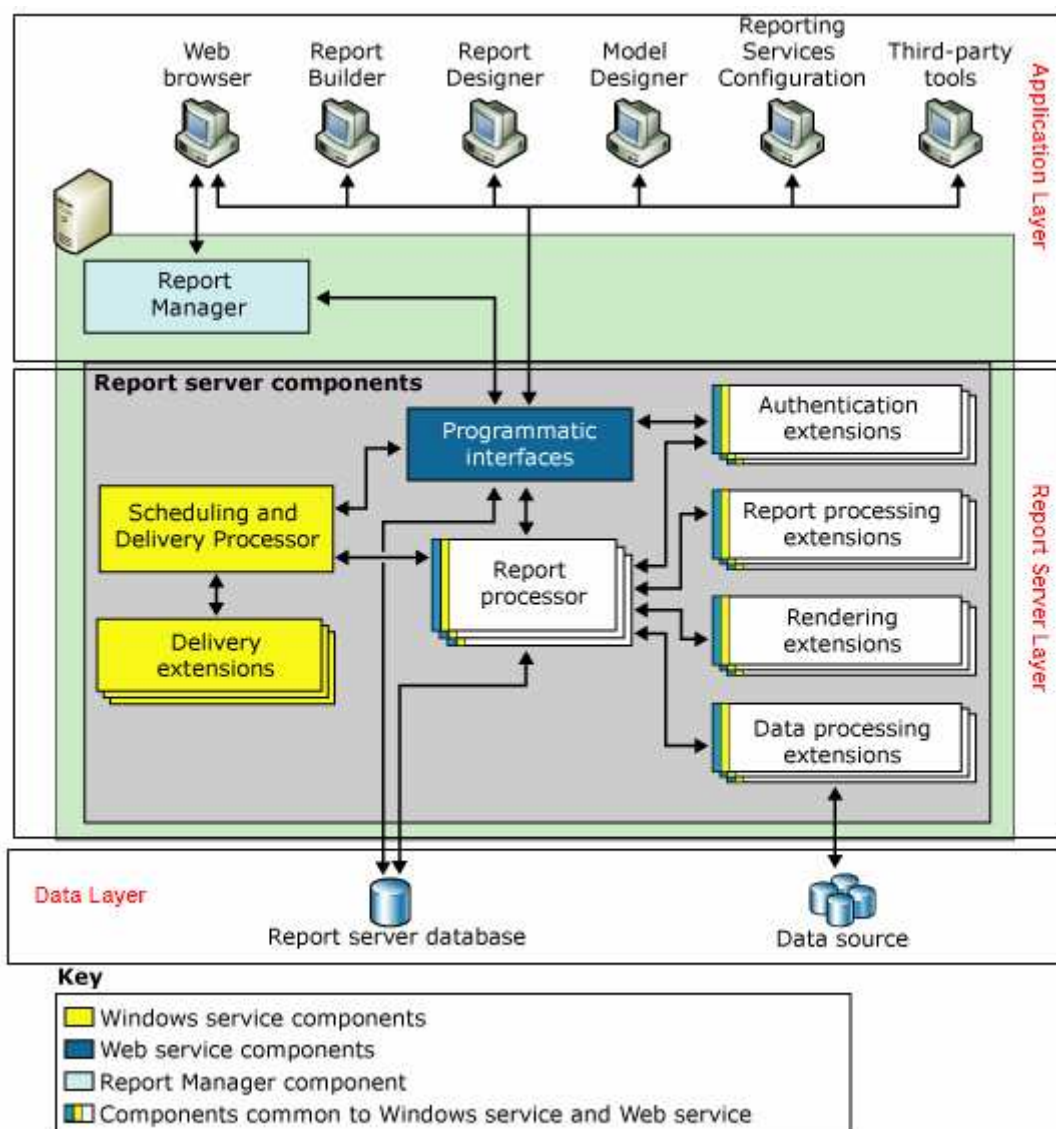 Web
browser
Report
Builder
Report
Designer
Model
Designer
Reporting
Services
Configuration
Third-party
tools
Application Layer
Report
Manager
Report server components
Programmatic
interfaces
Authentication
extensions
Scheduling and
Delivery Processor
Report processing
extensions
Report
processor
Rendering
extensions
Delivery
extensions
Data processing
extensions
Report Server Layer
Data Layer
Report server database
Data source
Key
Windows service components
Web service components
Report Manager component
Components common to Windows service and Web service